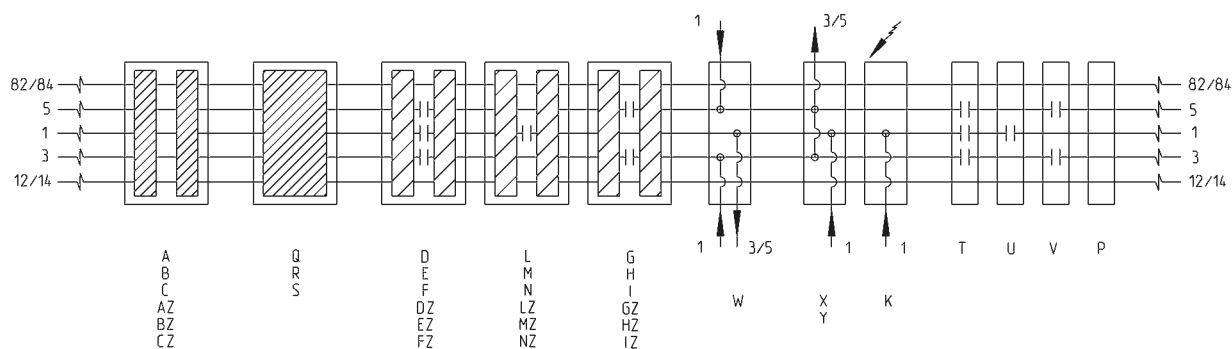 1
3/5
82/84
82/84
5
5
1
1
3
3
12/14
12/14
1
3/5
1
1
A
B
C
AZ
BZ
CZ
Q
R
S
D
E
F
DZ
EZ
FZ
L
M
N
LZ
MZ
NZ
G
H
I
GZ
HZ
IZ
W
X
Y
K
T
U
V
P